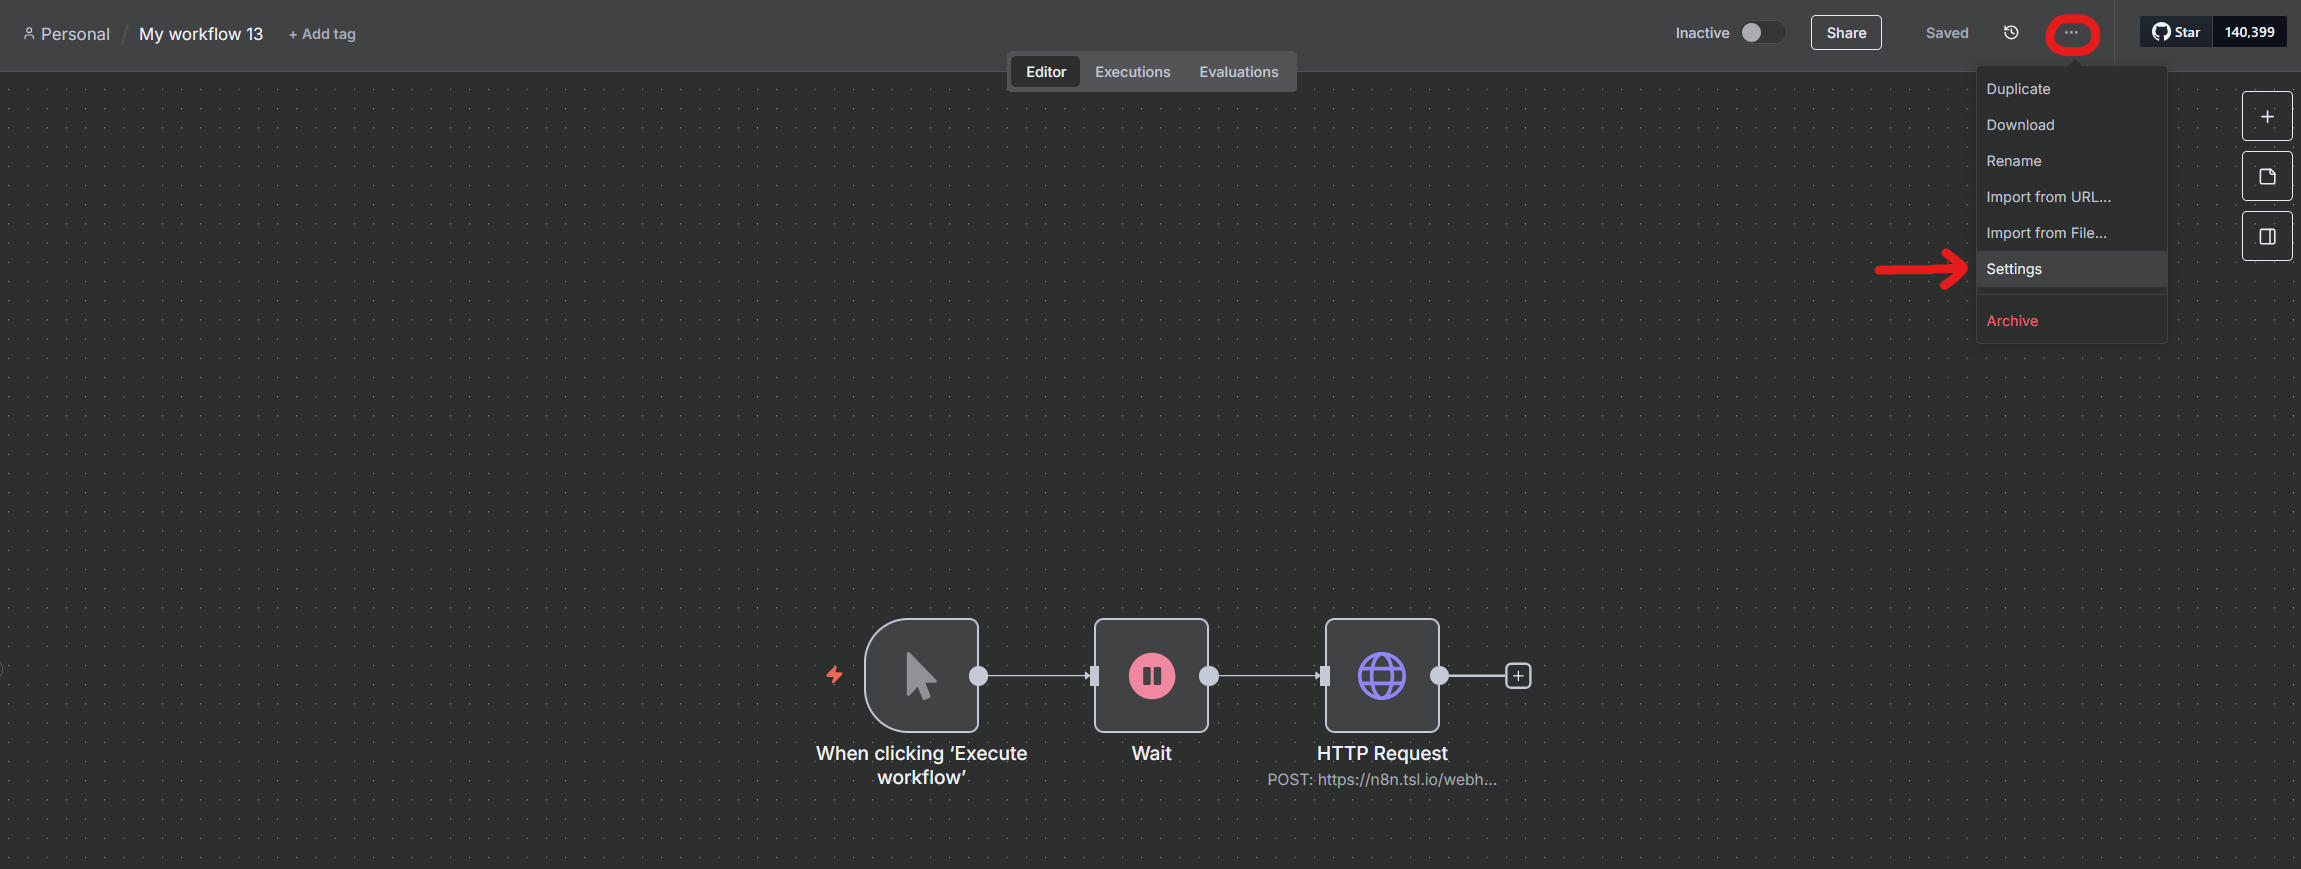 Personal / My workflow 13 + Add tag
Inactive Share Saved ... Star 140,399
Editor Executions Evaluations
Duplicate
Download
Rename
Import from URL...
Import from File...
Settings
Archive
When clicking ‘Execute
workflow’
Wait
HTTP Request
POST: https://n8n.tsl.io/webh...